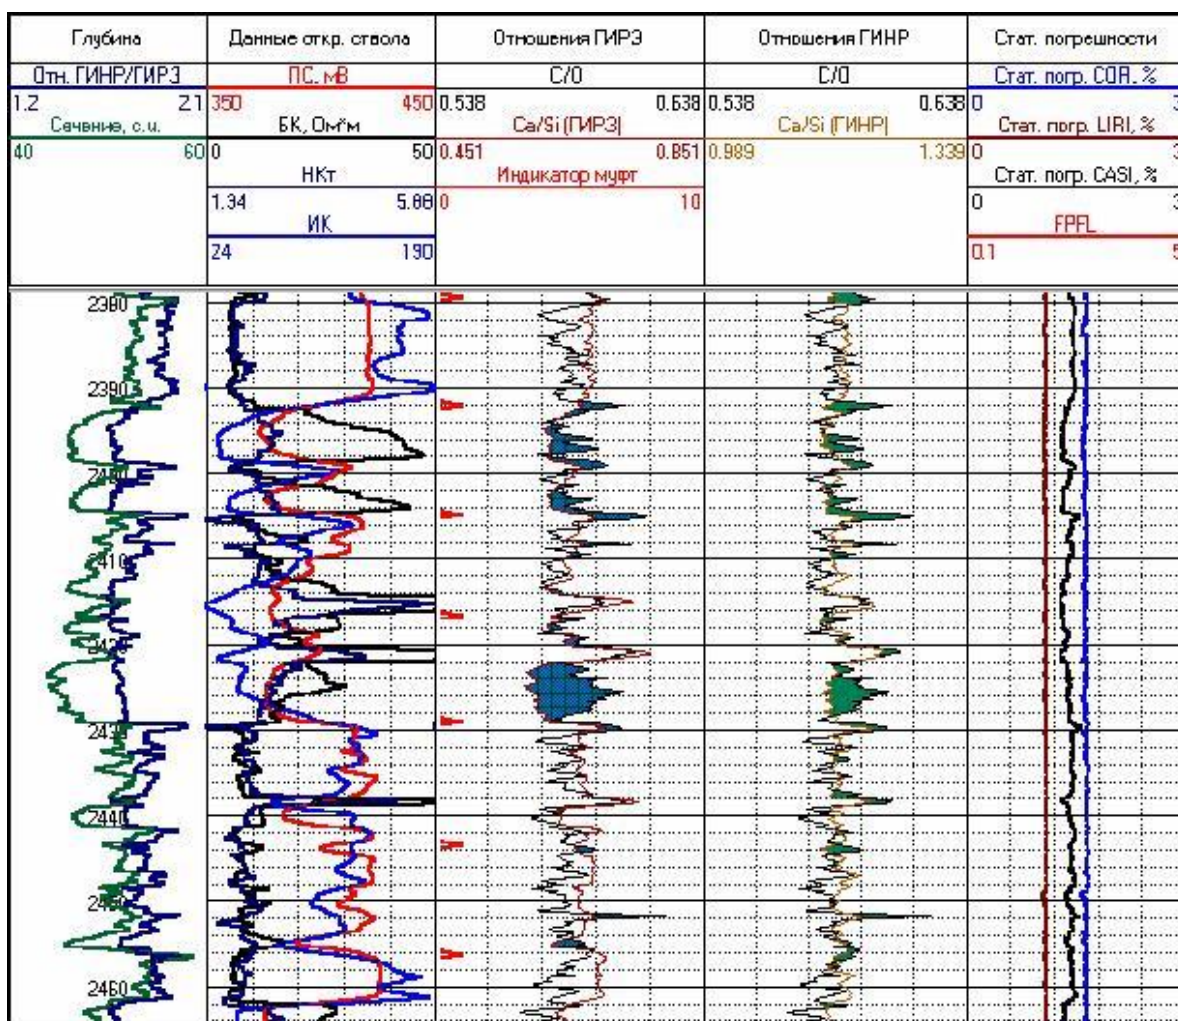 Глубина
Данные откр. ствола
Отношения ГИРЭ
Отношения ГИНР
Стат. погрешности
Отн. ГИНР/ГИРЭ
ПС. мВ
C/O
C/O
Стат. погр. COR, %
1.2 2.1
350 450
0.538 0.638
0.538 0.638
0 3
Сечение, с.и.
БК, Ом*м
Ca/Si (ГИРЭ)
Ca/Si (ГИНР)
Стат. погр. LIRI, %
40 60
0 50
0.451 0.851
0.989 1.339
0 3
НКт
Индикатор муфт
Стат. погр. CASI, %
1.34 5.88
0 10
0 3
ИК
FPFL
24 190
0.1 5
2380
2390
2400
2410
2420
2430
2440
2450
2460